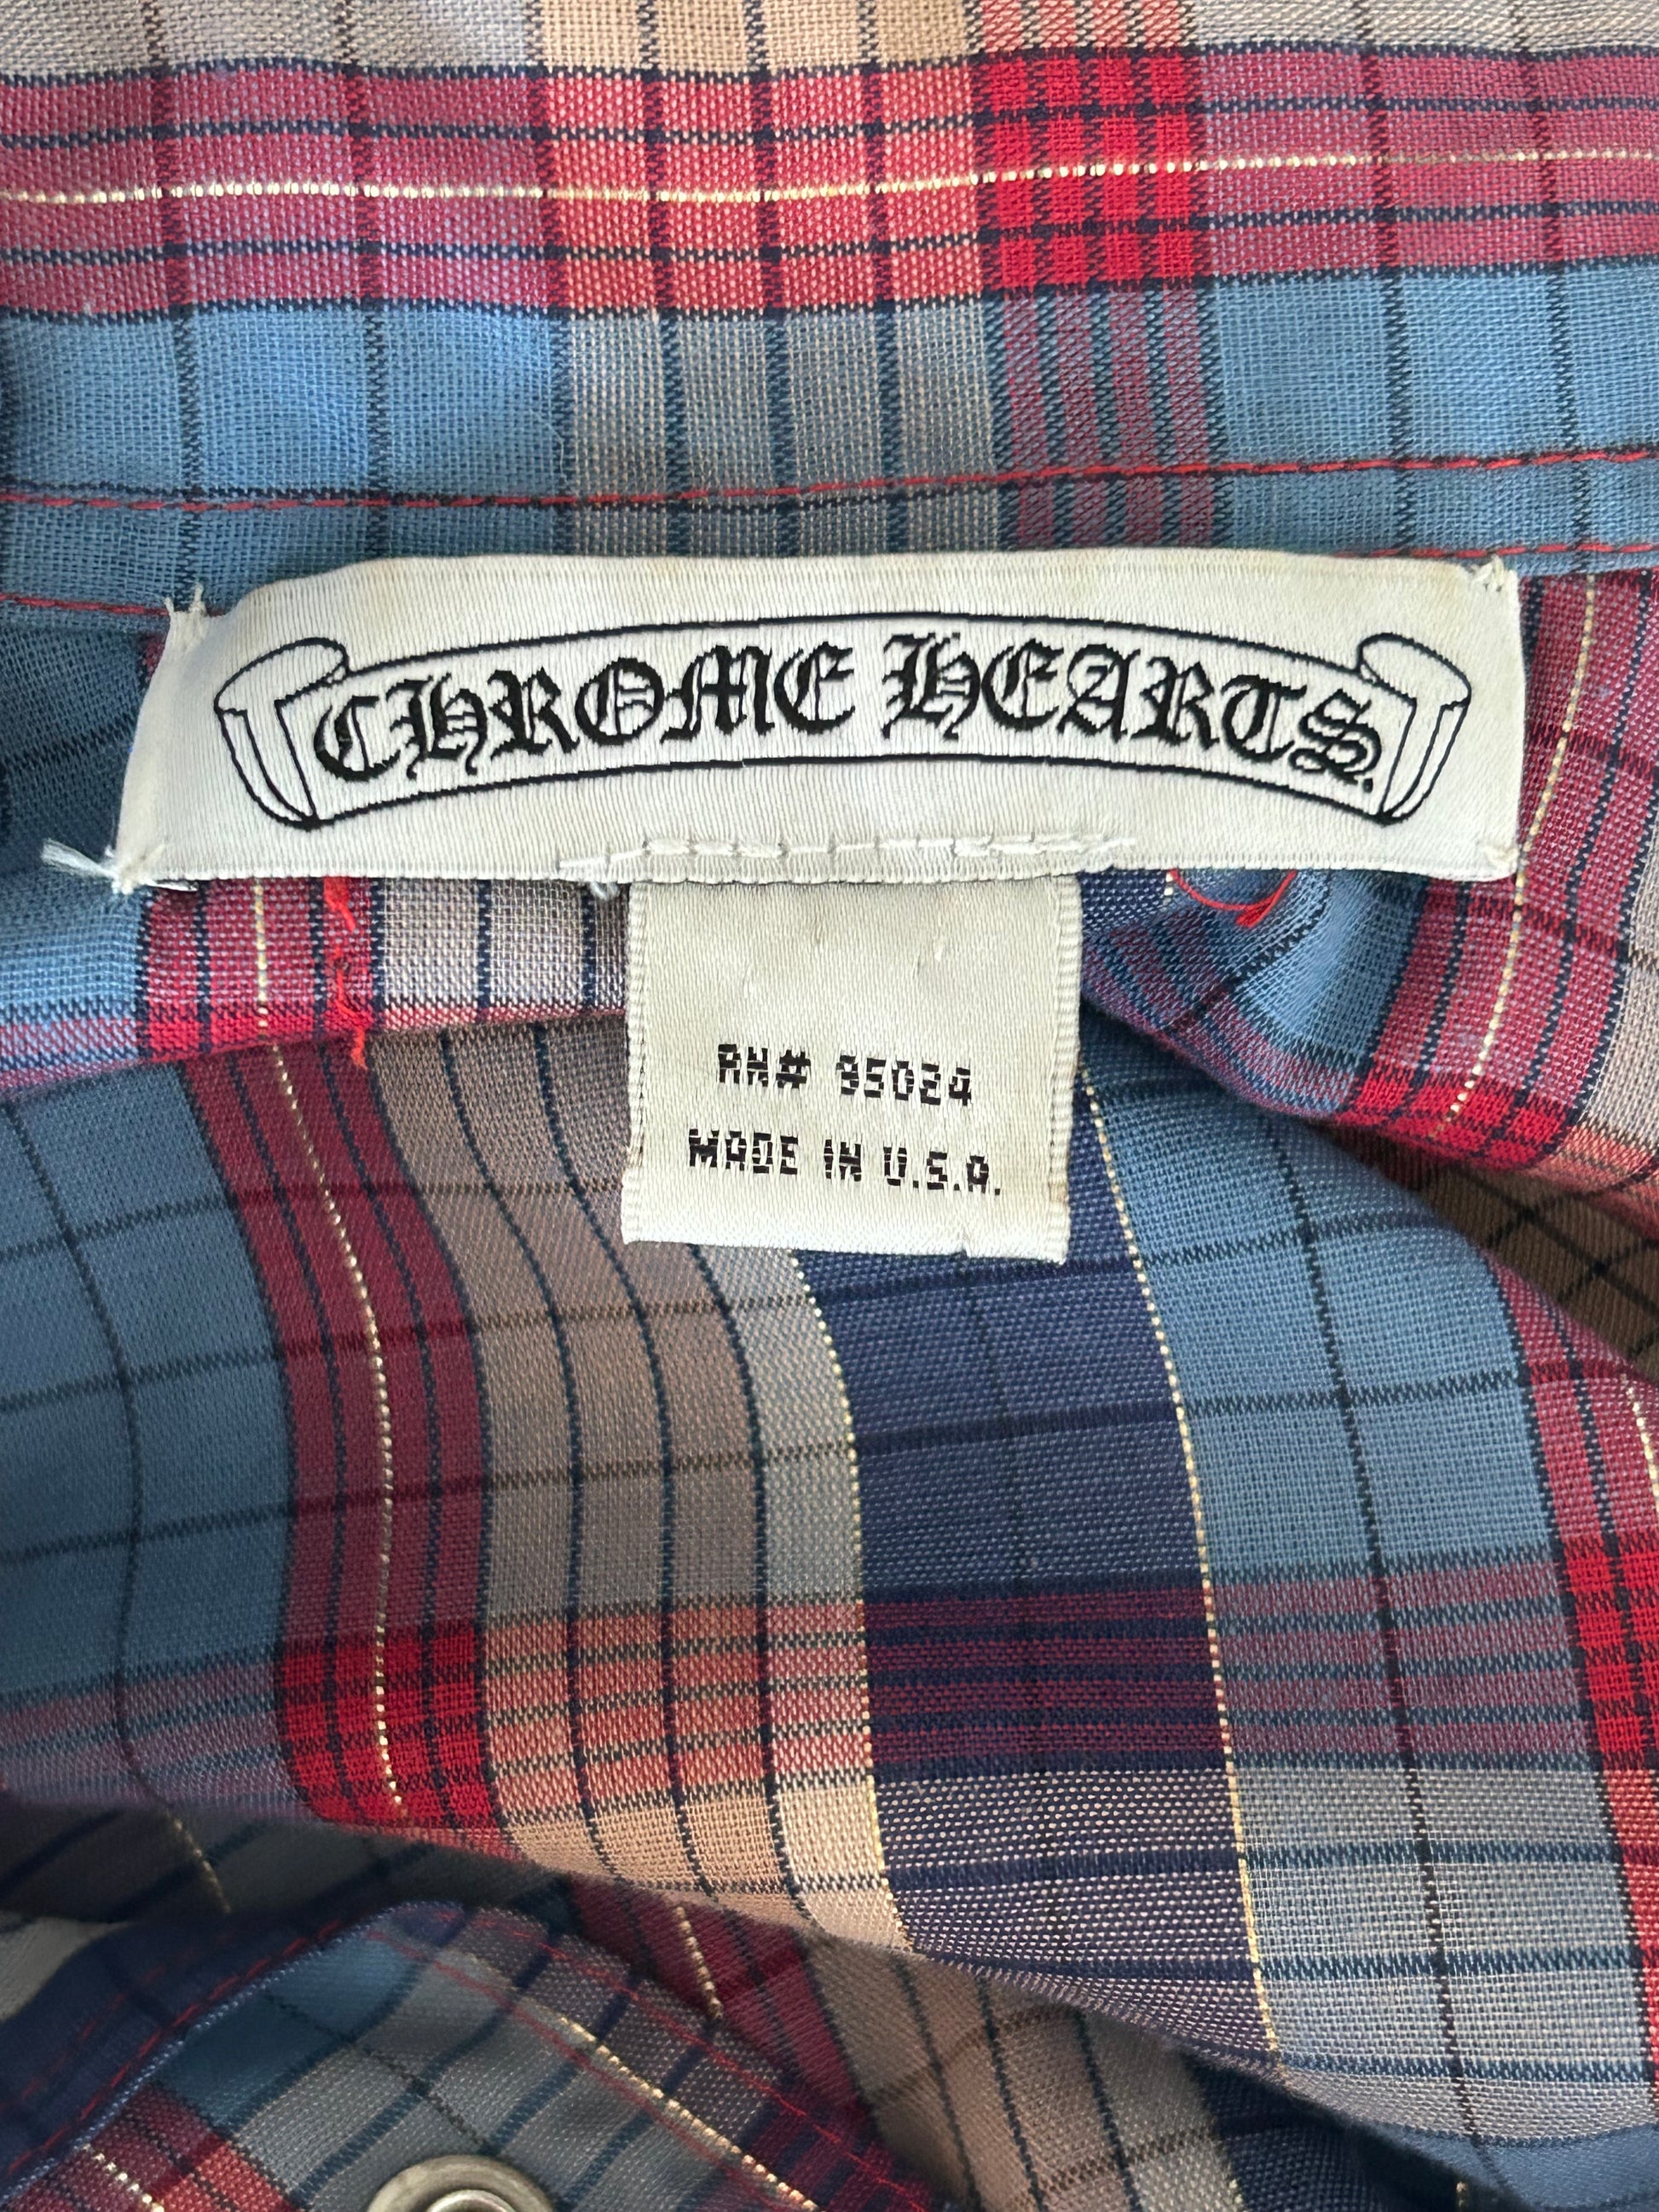 CHROME HEARTS.
RN# 95024
MADE IN U.S.A.